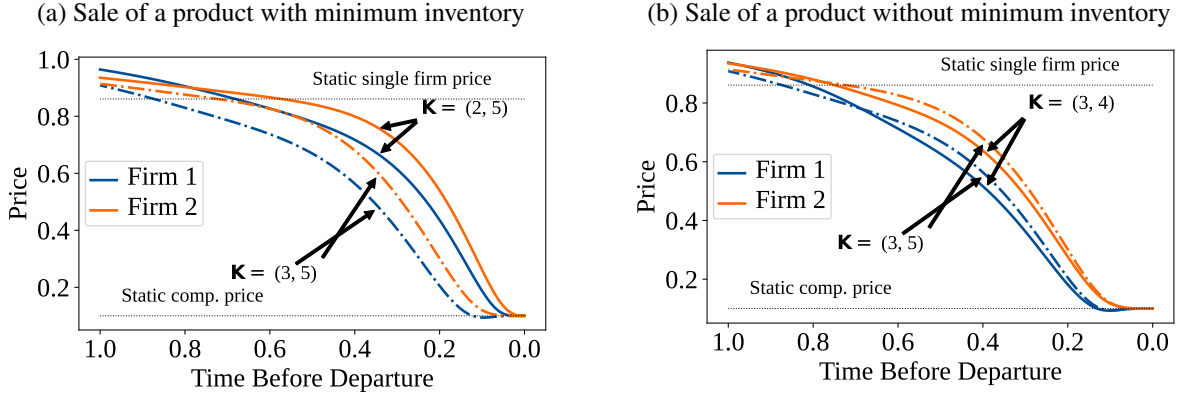 (a) Sale of a product with minimum inventory
1.0
0.8
0.6
0.4
0.2
Price
Static single firm price
K = (2, 5)
Firm 1
Firm 2
K = (3, 5)
Static comp. price
1.0 0.8 0.6 0.4 0.2 0.0
Time Before Departure
(b) Sale of a product without minimum inventory
0.8
0.6
0.4
0.2
Price
Static single firm price
K = (3, 4)
Firm 1
Firm 2
K = (3, 5)
Static comp. price
1.0 0.8 0.6 0.4 0.2 0.0
Time Before Departure